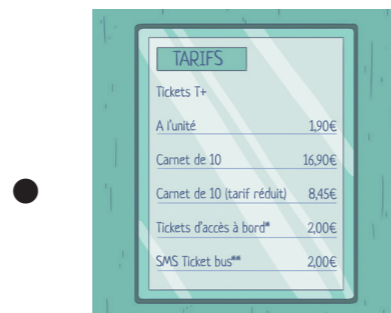 TARIFS
Tickets T+
A l'unité 1,90€
Carnet de 10 16,90€
Carnet de 10 (tarif réduit) 8,45€
Tickets d'accès à bord* 2,00€
SMS Ticket bus** 2,00€